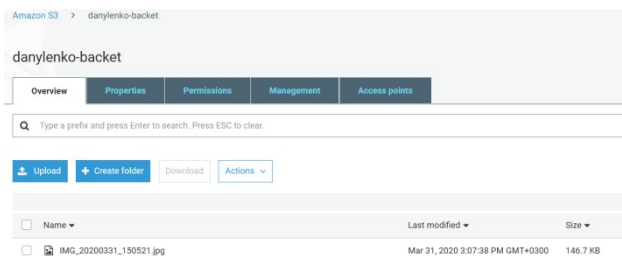 Amazon S3 > danylenko-backet
danylenko-backet
Overview Properties Permissions Management Access points
Type a prefix and press Enter to search. Press ESC to clear.
Upload + Create folder Download Actions
Name Last modified Size
IMG_20200331_150521.jpg Mar 31, 2020 3:07:38 PM GMT+0300 146.7 KB